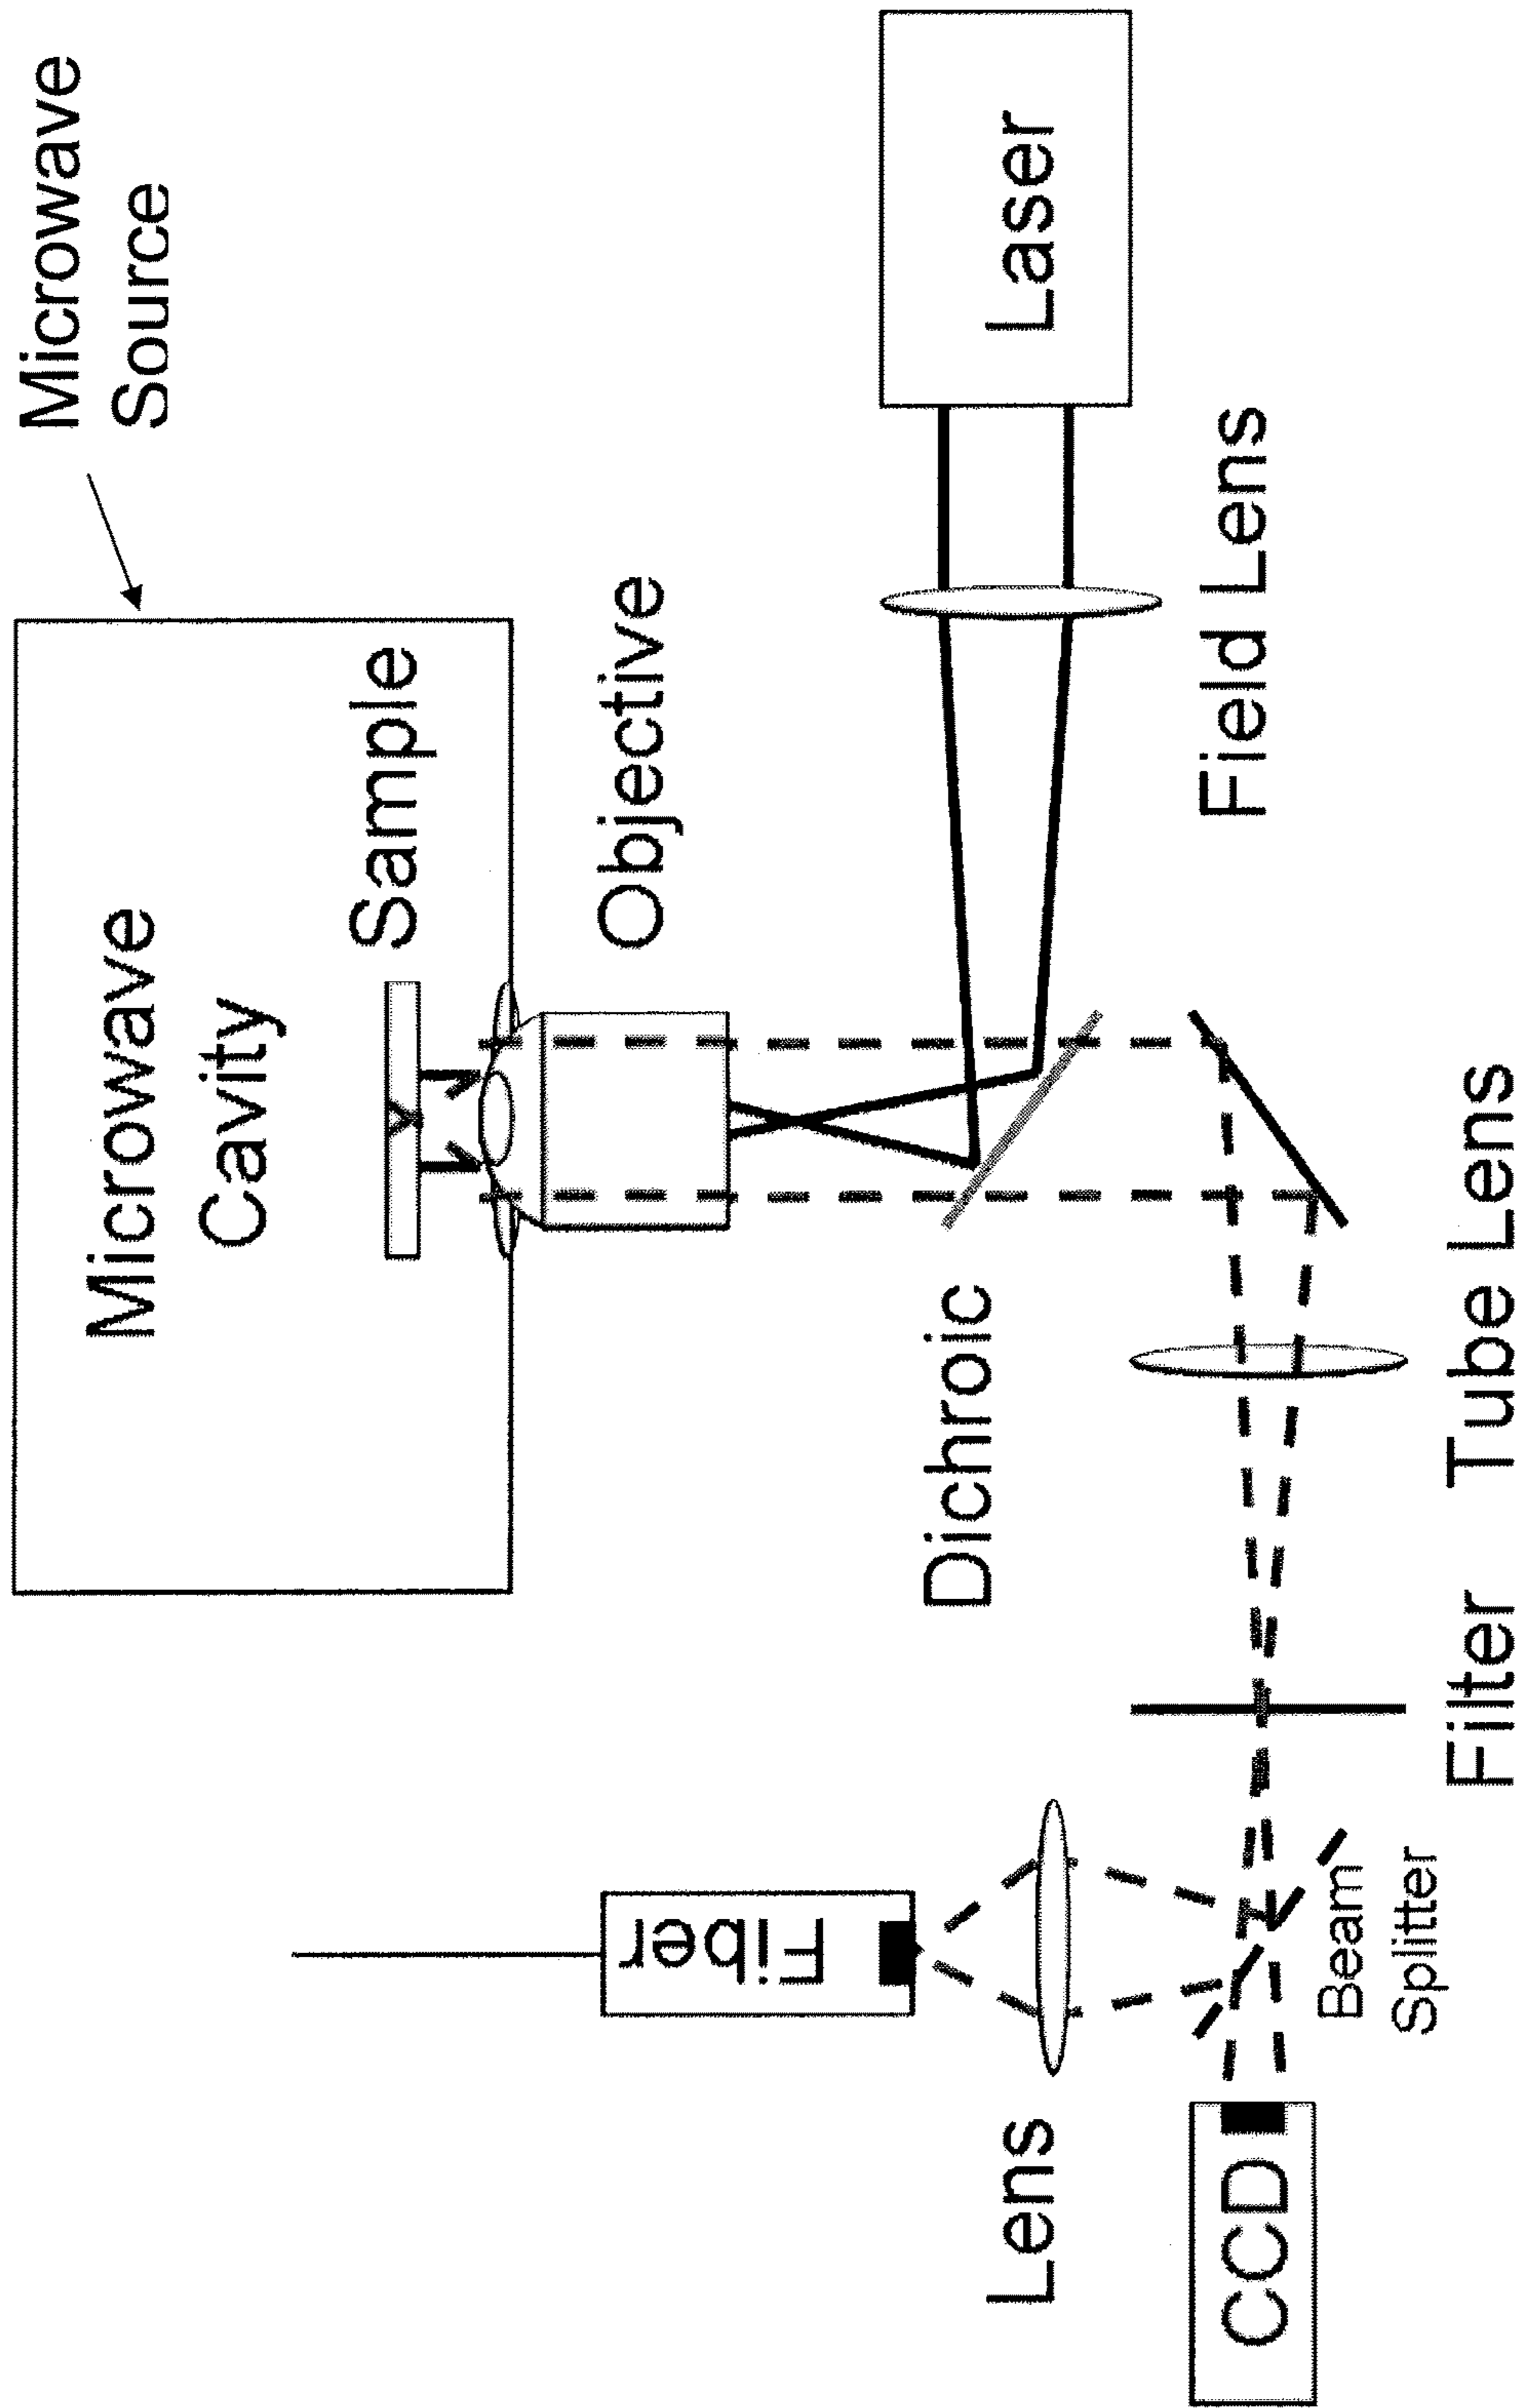 Microwave
Source
Microwave
Cavity
Sample
Objective
Laser
Field Lens
Dichroic
Tube Lens
Filter
Fiber
Lens
Beam
Splitter
CCD